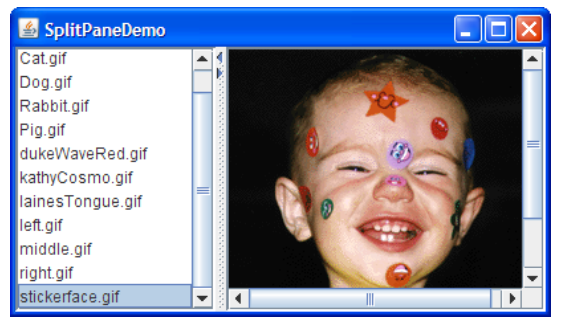 SplitPaneDemo
Cat.gif
Dog.gif
Rabbit.gif
Pig.gif
dukeWaveRed.gif
kathyCosmo.gif
lainesTongue.gif
left.gif
middle.gif
right.gif
stickerface.gif